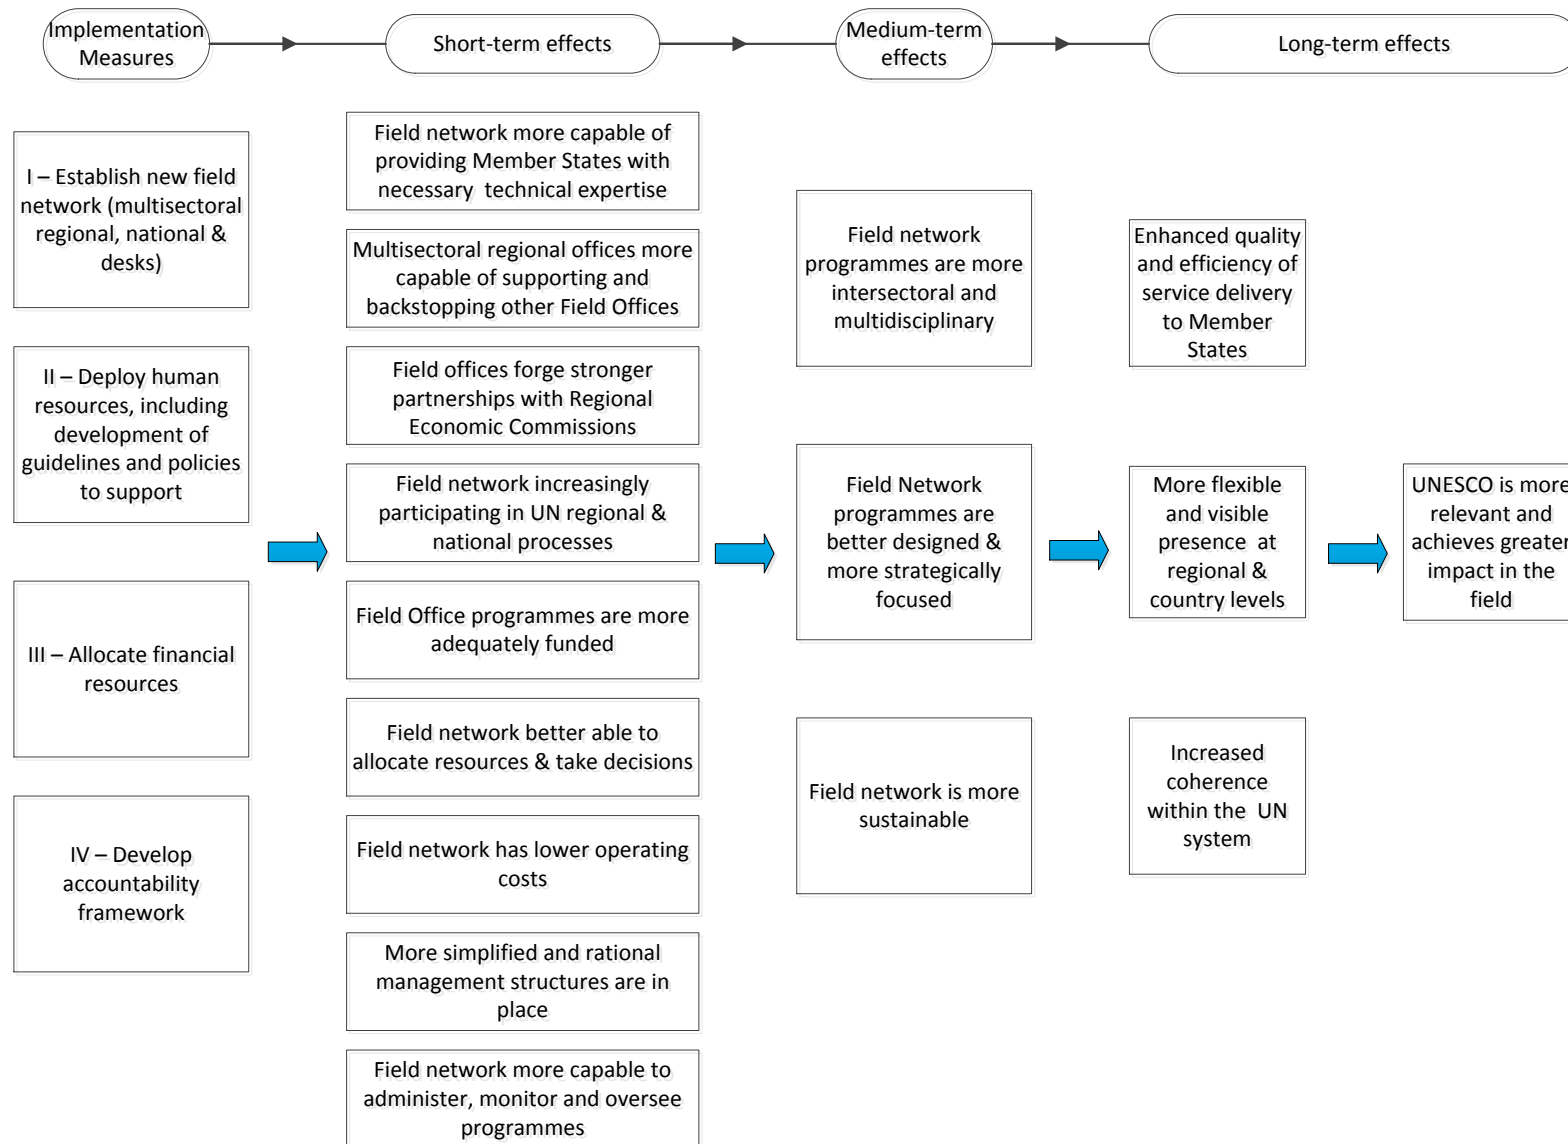 Implementation
Measures
Short-term effects
Medium-term
effects
Long-term effects
I – Establish new field
network (multisectoral
regional, national &
desks)
II – Deploy human
resources, including
development of
guidelines and policies
to support
III – Allocate financial
resources
IV – Develop
accountability
framework
Field network more capable of
providing Member States with
necessary technical expertise
Multisectoral regional offices more
capable of supporting and
backstopping other Field Offices
Field offices forge stronger
partnerships with Regional
Economic Commissions
Field network increasingly
participating in UN regional &
national processes
Field Office programmes are more
adequately funded
Field network better able to
allocate resources & take decisions
Field network has lower operating
costs
More simplified and rational
management structures are in
place
Field network more capable to
administer, monitor and oversee
programmes
Field network
programmes are more
intersectoral and
multidisciplinary
Field Network
programmes are
better designed &
more strategically
focused
Field network is more
sustainable
Enhanced quality
and efficiency of
service delivery
to Member
States
More flexible
and visible
presence at
regional &
country levels
Increased
coherence
within the UN
system
UNESCO is more
relevant and
achieves greater
impact in the
field